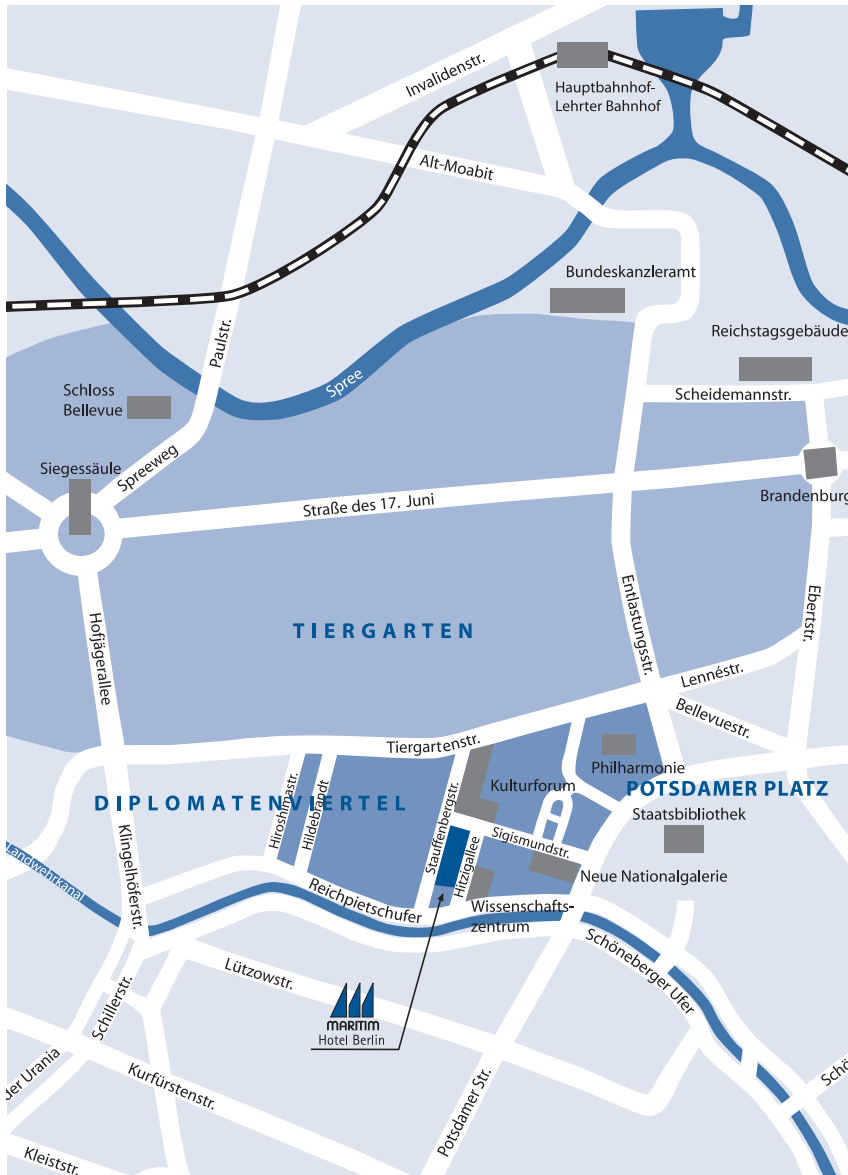 Invalidenstr.
Hauptbahnhof-
Lehrter Bahnhof
Alt-Moabit
Bundeskanzleramt
Paulstr.
Reichstagsgebäude
Spree
Schloss
Bellevue
Scheidemannstr.
Siegessäule
Spreeweg
Straße des 17. Juni
Brandenburg
Hofjägerallee
Entlastungsstr.
Ebertstr.
TIERGARTEN
Lennéstr.
Bellevuestr.
Tiergartenstr.
Philharmonie
Kulturforum
Hiroshimastr.
Hildebrandt
DIPLOMATENVIERTEL
Stauffenbergstr.
POTSDAMER PLATZ
Staatsbibliothek
Sigismundstr.
Hitzigallee
Klingelhöferstr.
Landwehrkanal
Neue Nationalgalerie
Reichpietschufer
Wissenschafts-
zentrum
Schöneberger Ufer
Lützowstr.
Schillerstr.
MARITIM
Hotel Berlin
der Urania
Kurfürstenstr.
Potsdamer Str.
Schö
Kleiststr.